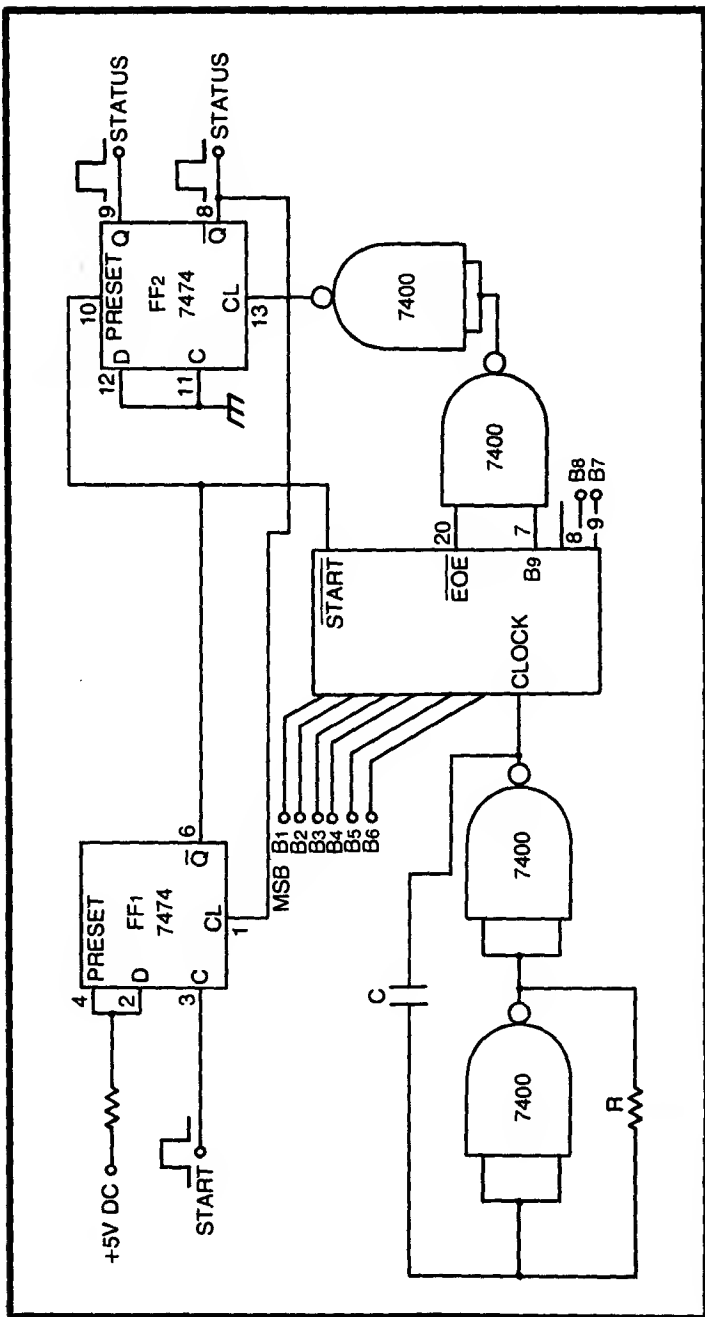 +5V DC
START
4
2
3
PRESET
D
C
FF1
7474
CL
1
Q
6
10
PRESET
12
D
11
C
FF2
7474
CL
13
Q
9
STATUS
Q
8
STATUS
MSB
B1
B2
B3
B4
B5
B6
START
EOE
20
B9
7
8
B8
9
B7
CLOCK
7400
7400
C
7400
7400
R